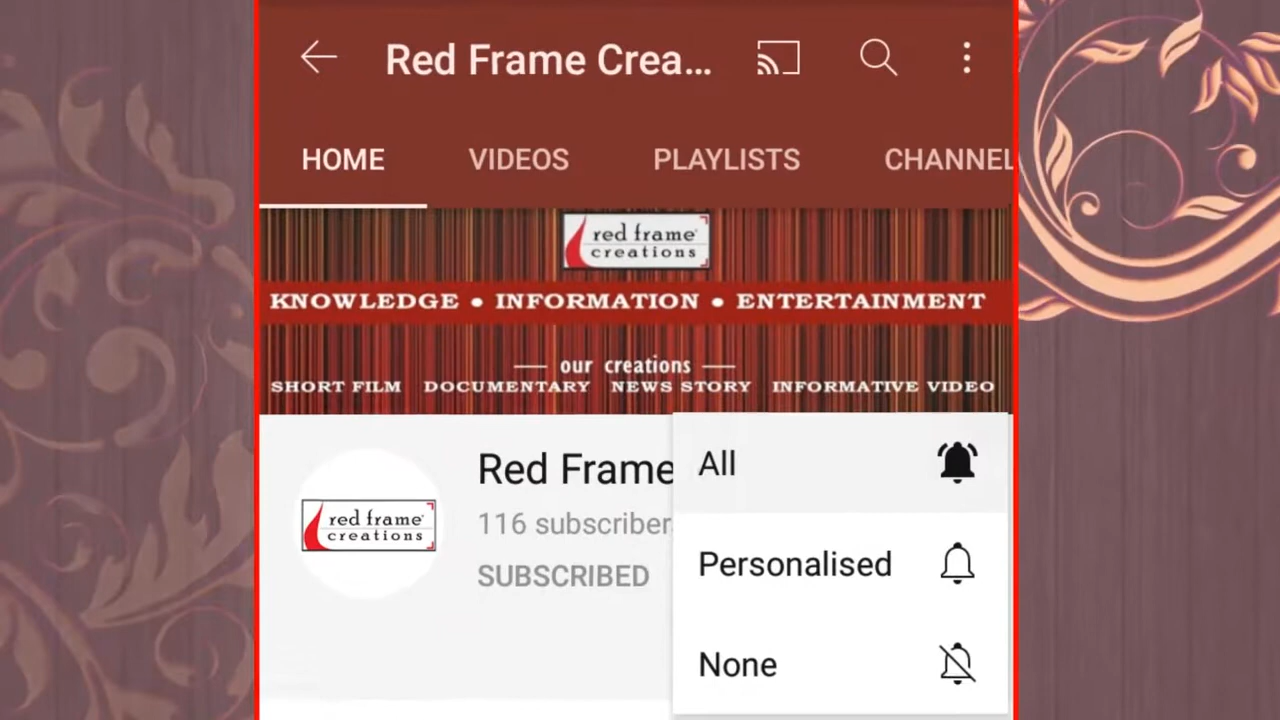 Red Frame Crea...
HOME VIDEOS PLAYLISTS CHANNEL
red frame
creations
KNOWLEDGE • INFORMATION • ENTERTAINMENT
our creations
SHORT FILM DOCUMENTARY NEWS STORY INFORMATIVE VIDEO
red frame
creations
Red Frame
116 subscriber
SUBSCRIBED
All
Personalised
None